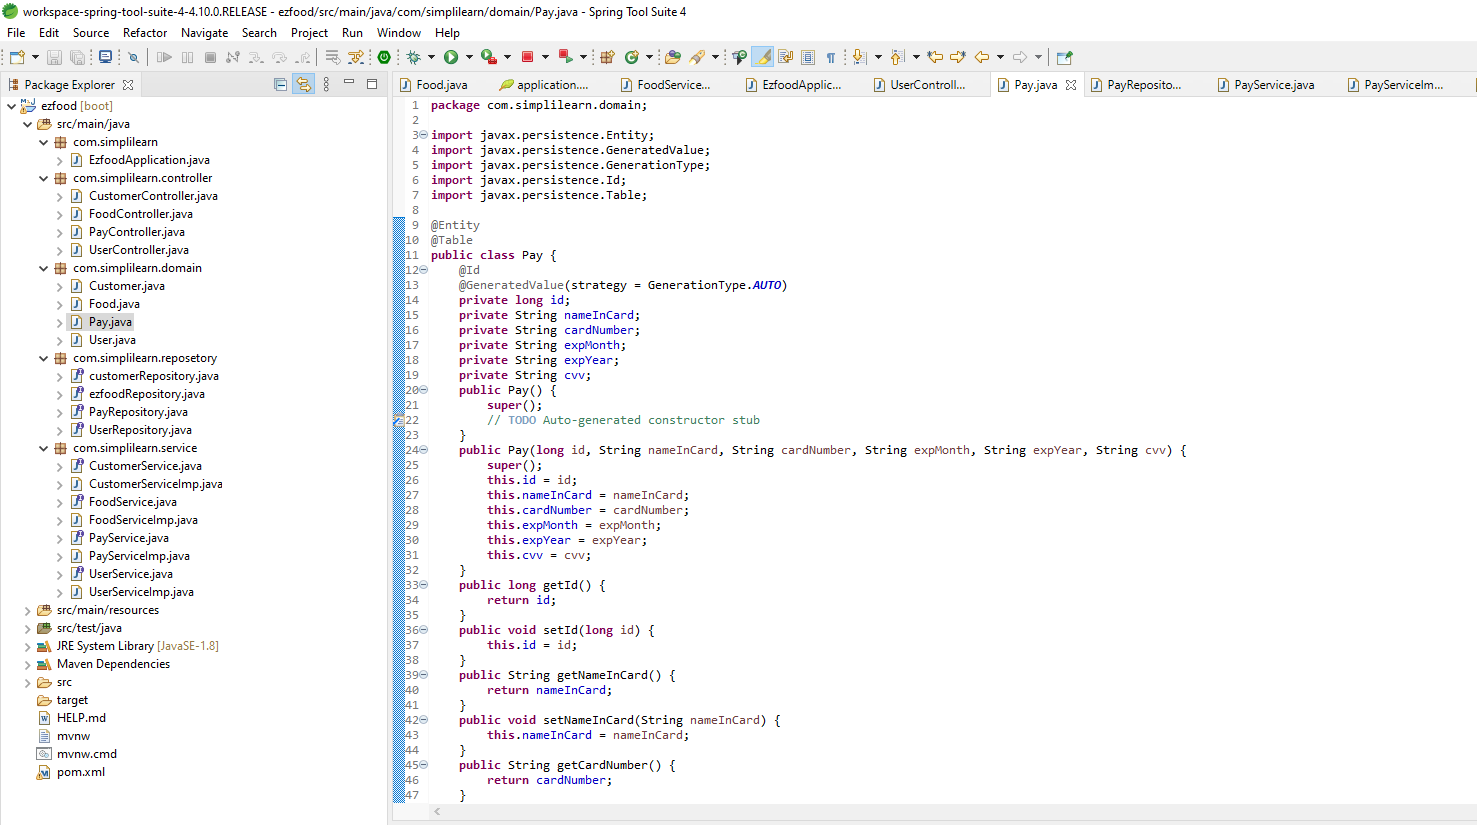 workspace-spring-tool-suite-4-4.10.0.RELEASE - ezfood/src/main/java/com/simplilearn/domain/Pay.java - Spring Tool Suite 4
File Edit Source Refactor Navigate Search Project Run Window Help
Package Explorer
Food.java application.... FoodService... EzfoodApplic... UserControll... Pay.java PayReposito... PayService.java PayServiceIm...
ezfood [boot]
src/main/java
com.simplilearn
EzfoodApplication.java
com.simplilearn.controller
CustomerController.java
FoodController.java
PayController.java
UserController.java
com.simplilearn.domain
Customer.java
Food.java
Pay.java
User.java
com.simplilearn.reposetory
customerRepository.java
ezfoodRepository.java
PayRepository.java
UserRepository.java
com.simplilearn.service
CustomerService.java
CustomerServiceImp.java
FoodService.java
FoodServiceImp.java
PayService.java
PayServiceImp.java
UserService.java
UserServiceImp.java
src/main/resources
src/test/java
JRE System Library [JavaSE-1.8]
Maven Dependencies
src
target
HELP.md
mvnw
mvnw.cmd
pom.xml
1 package com.simplilearn.domain;
2
3 import javax.persistence.Entity;
4 import javax.persistence.GeneratedValue;
5 import javax.persistence.GenerationType;
6 import javax.persistence.Id;
7 import javax.persistence.Table;
8
9 @Entity
10 @Table
11 public class Pay {
12 @Id
13 @GeneratedValue(strategy = GenerationType.AUTO)
14 private long id;
15 private String nameInCard;
16 private String cardNumber;
17 private String expMonth;
18 private String expYear;
19 private String cvv;
20 public Pay() {
21 super();
22 // TODO Auto-generated constructor stub
23 }
24 public Pay(long id, String nameInCard, String cardNumber, String expMonth, String expYear, String cvv) {
25 super();
26 this.id = id;
27 this.nameInCard = nameInCard;
28 this.cardNumber = cardNumber;
29 this.expMonth = expMonth;
30 this.expYear = expYear;
31 this.cvv = cvv;
32 }
33 public long getId() {
34 return id;
35 }
36 public void setId(long id) {
37 this.id = id;
38 }
39 public String getNameInCard() {
40 return nameInCard;
41 }
42 public void setNameInCard(String nameInCard) {
43 this.nameInCard = nameInCard;
44 }
45 public String getCardNumber() {
46 return cardNumber;
47 }